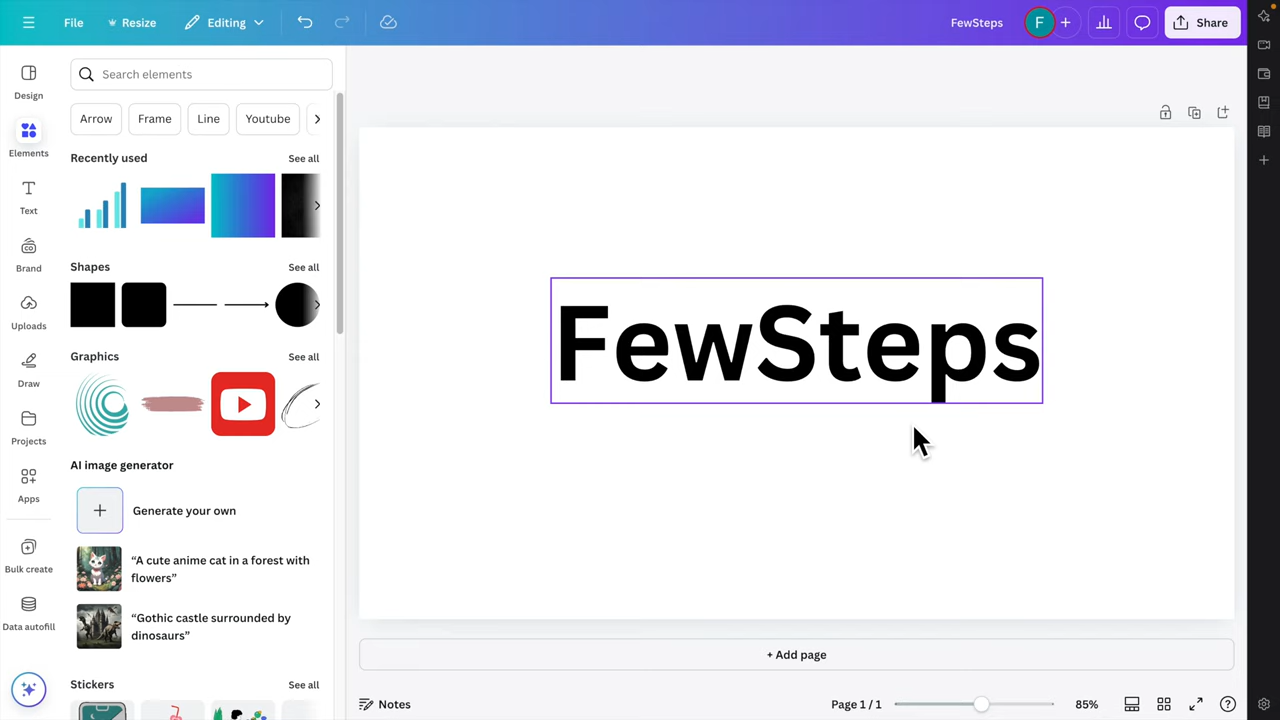 File
Resize
Editing
FewSteps
F
Share
Design
Elements
Text
Brand
Uploads
Draw
Projects
Apps
Bulk create
Data autofill
Search elements
Arrow
Frame
Line
Youtube
Recently used
See all
Shapes
See all
Graphics
See all
AI image generator
Generate your own
“A cute anime cat in a forest with
flowers”
“Gothic castle surrounded by
dinosaurs”
Stickers
See all
FewSteps
+ Add page
Notes
Page 1 / 1
85%